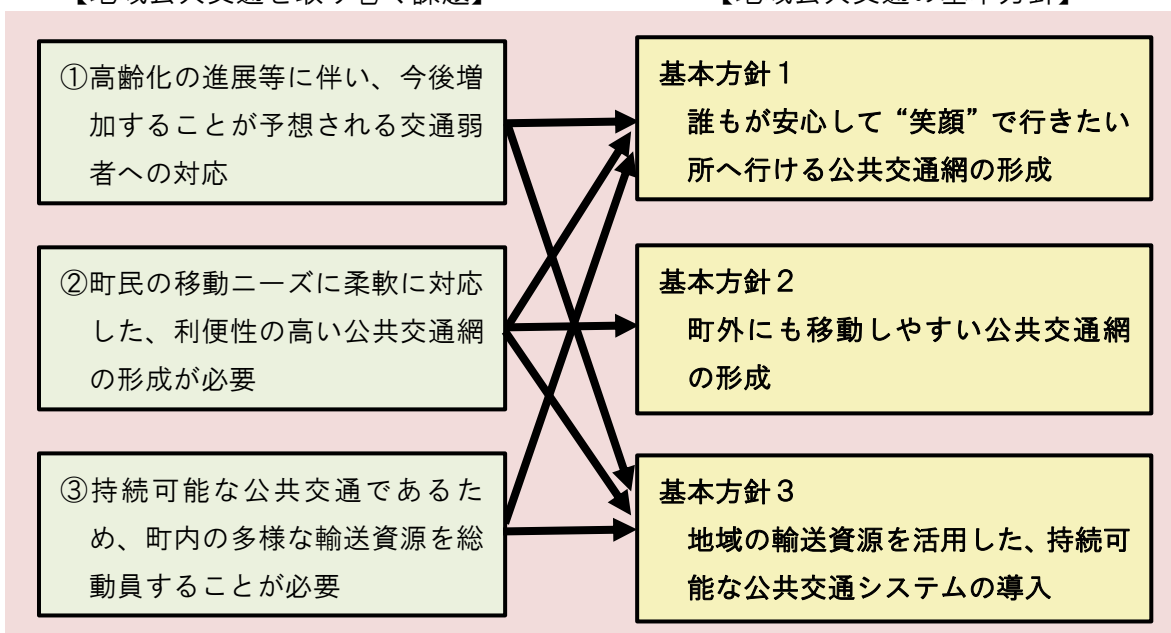 ①高齢化の進展等に伴い、今後増
加することが予想される交通弱
者への対応
②町民の移動ニーズに柔軟に対応
した、利便性の高い公共交通網
の形成が必要
③持続可能な公共交通であるた
め、町内の多様な輸送資源を総
動員することが必要
基本方針１
誰もが安心して“笑顔”で行きたい
所へ行ける公共交通網の形成
基本方針２
町外にも移動しやすい公共交通網
の形成
基本方針３
地域の輸送資源を活用した、持続可
能な公共交通システムの導入